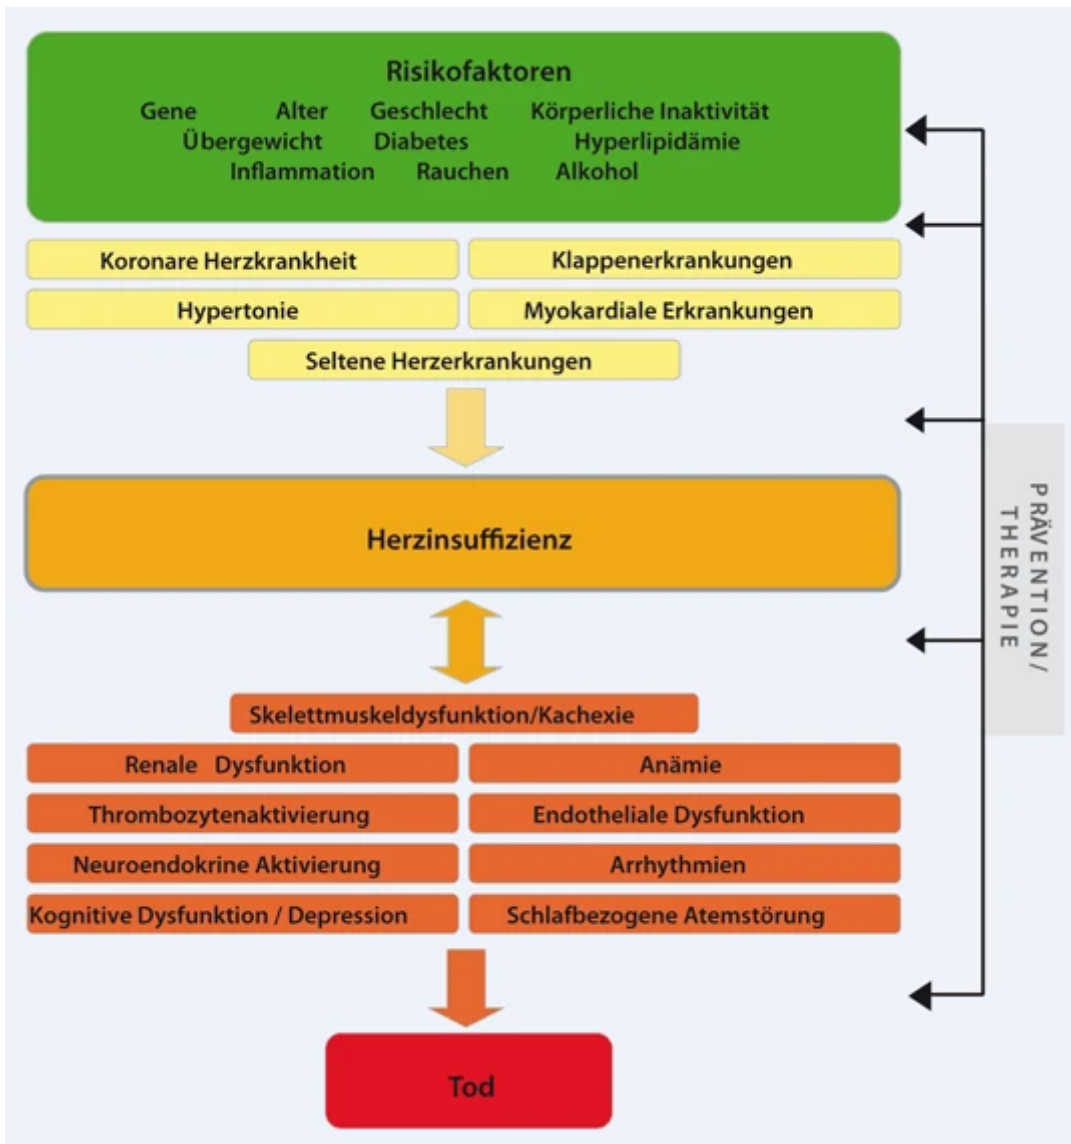 Risikofaktoren
Gene Alter Geschlecht Körperliche Inaktivität
Übergewicht Diabetes Hyperlipidämie
Inflammation Rauchen Alkohol
Koronare Herzkrankheit Klappenerkrankungen
Hypertonie Myokardiale Erkrankungen
Seltene Herzerkrankungen
Herzinsuffizienz
PRÄVENTION/
THERAPIE
Skelettmuskeldysfunktion/Kachexie
Renale Dysfunktion Anämie
Thrombozytenaktivierung Endotheliale Dysfunktion
Neuroendokrine Aktivierung Arrhythmien
Kognitive Dysfunktion / Depression Schlafbezogene Atemstörung
Tod